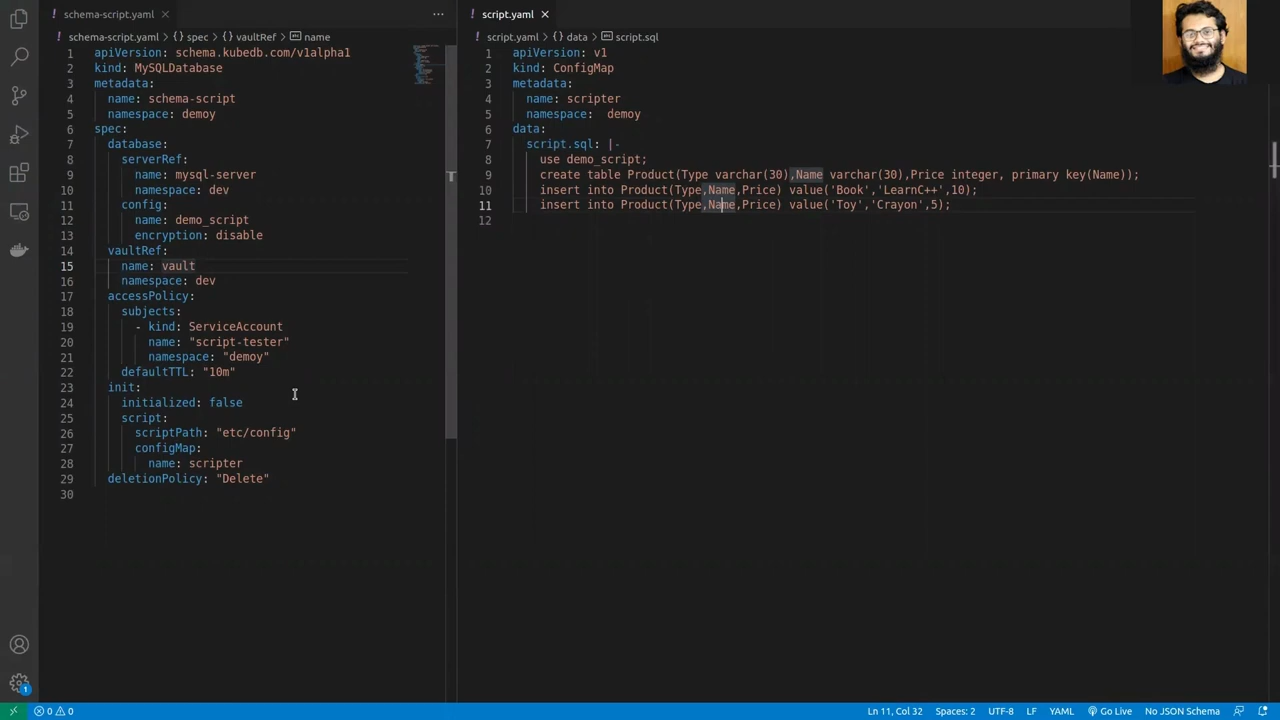 schema-script.yaml
schema-script.yaml > {} spec > {} vaultRef > name
1 apiVersion: schema.kubedb.com/v1alpha1
2 kind: MySQLDatabase
3 metadata:
4 name: schema-script
5 namespace: demoy
6 spec:
7 database:
8 serverRef:
9 name: mysql-server
10 namespace: dev
11 config:
12 name: demo_script
13 encryption: disable
14 vaultRef:
15 name: vault
16 namespace: dev
17 accessPolicy:
18 subjects:
19 - kind: ServiceAccount
20 name: "script-tester"
21 namespace: "demoy"
22 defaultTTL: "10m"
23 init:
24 initialized: false
25 script:
26 scriptPath: "etc/config"
27 configMap:
28 name: scripter
29 deletionPolicy: "Delete"
30
script.yaml
script.yaml > {} data > script.sql
1 apiVersion: v1
2 kind: ConfigMap
3 metadata:
4 name: scripter
5 namespace:  demoy
6 data:
7 script.sql: |-
8 use demo_script;
9 create table Product(Type varchar(30),Name varchar(30),Price integer, primary key(Name));
10 insert into Product(Type,Name,Price) value('Book','LearnC++',10);
11 insert into Product(Type,Name,Price) value('Toy','Crayon',5);
12
1
0 0
Ln 11, Col 32
Spaces: 2
UTF-8
LF
YAML
Go Live
No JSON Schema